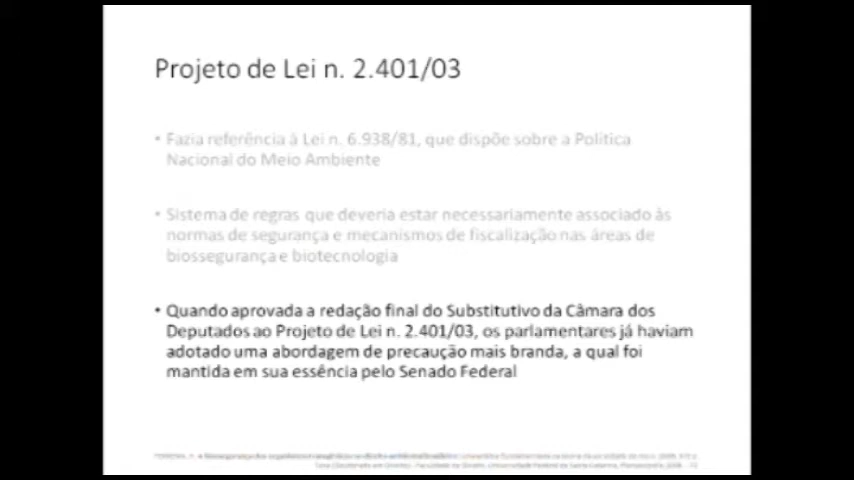 Projeto de Lei n. 2.401/03
• Fazia referência à Lei n. 6.938/81, que dispõe sobre a Política
Nacional do Meio Ambiente
• Sistema de regras que deveria estar necessariamente associado às
normas de segurança e mecanismos de fiscalização nas áreas de
biossegurança e biotecnologia
• Quando aprovada a redação final do Substitutivo da Câmara dos
Deputados ao Projeto de Lei n. 2.401/03, os parlamentares já haviam
adotado uma abordagem de precaução mais branda, a qual foi
mantida em sua essência pelo Senado Federal